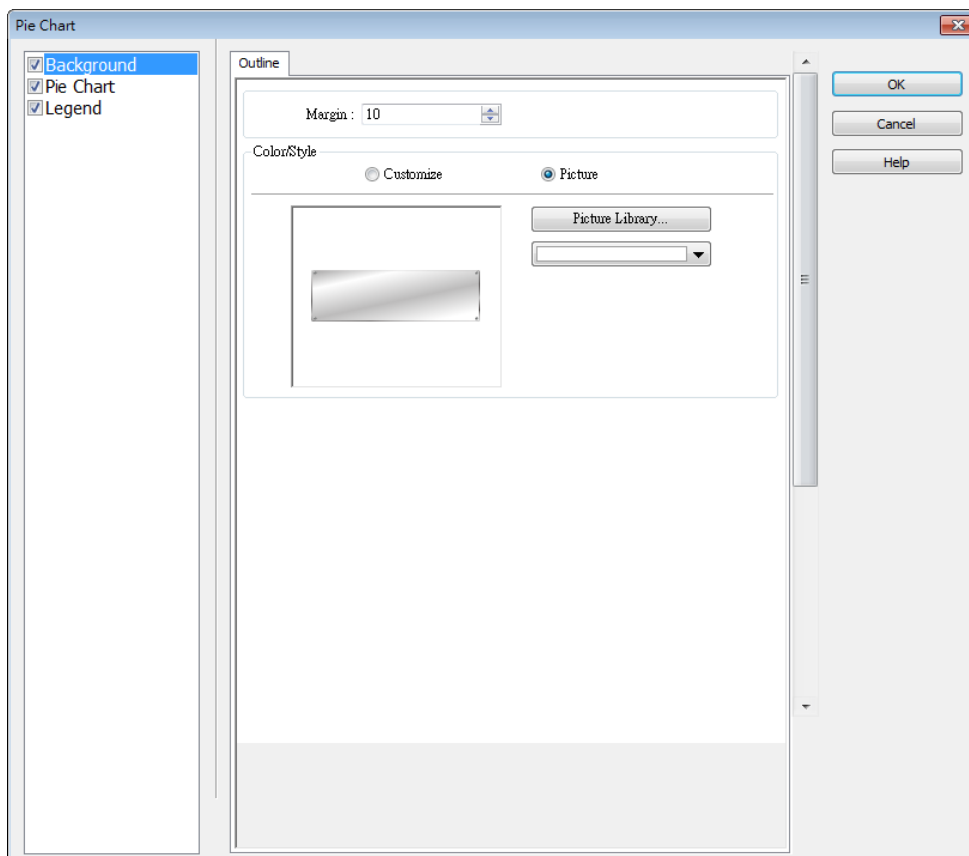 Pie Chart
Background
Pie Chart
Legend
Outline
Margin : 10
Color/Style
Customize
Picture
Picture Library...
OK
Cancel
Help